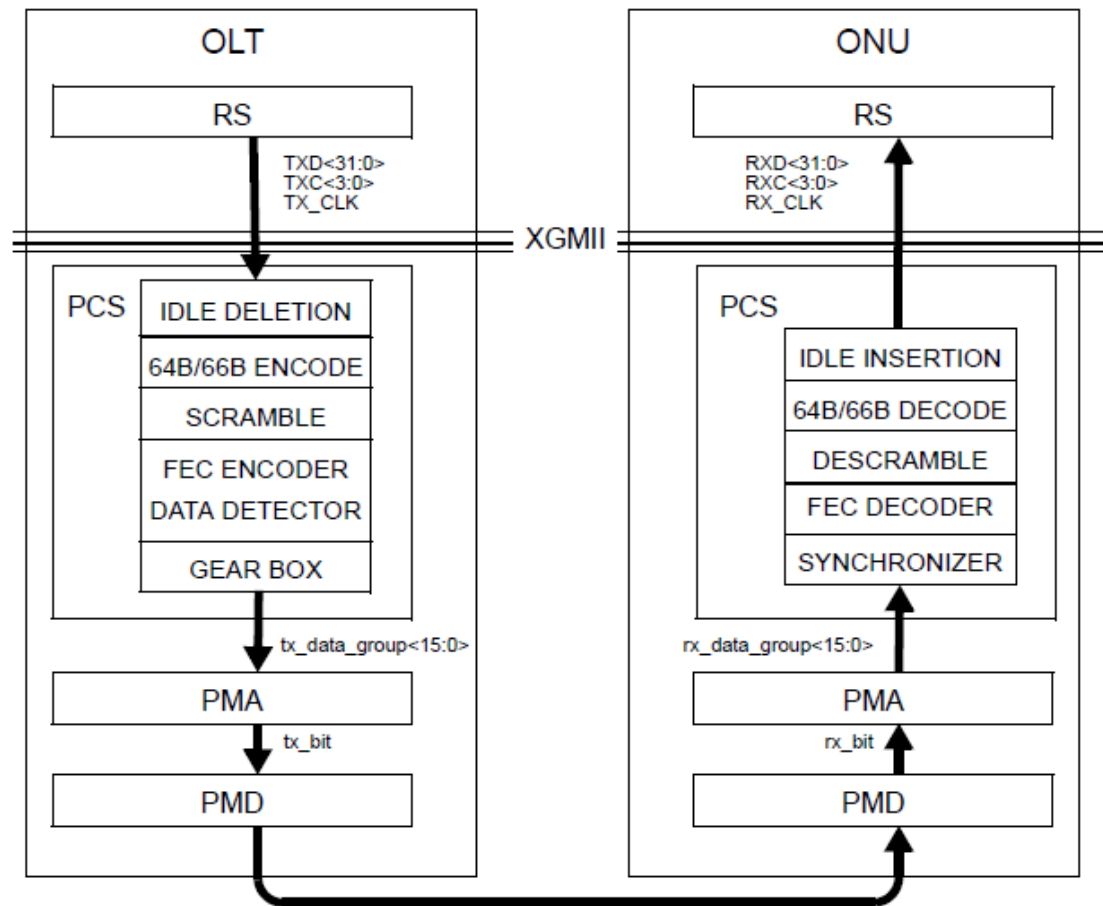 OLT
RS
TXD<31:0>
TXC<3:0>
TX_CLK
XGMII
PCS
IDLE DELETION
64B/66B ENCODE
SCRAMBLE
FEC ENCODER
DATA DETECTOR
GEAR BOX
tx_data_group<15:0>
PMA
tx_bit
PMD
ONU
RS
RXD<31:0>
RXC<3:0>
RX_CLK
PCS
IDLE INSERTION
64B/66B DECODE
DESCRAMBLE
FEC DECODER
SYNCHRONIZER
rx_data_group<15:0>
PMA
rx_bit
PMD